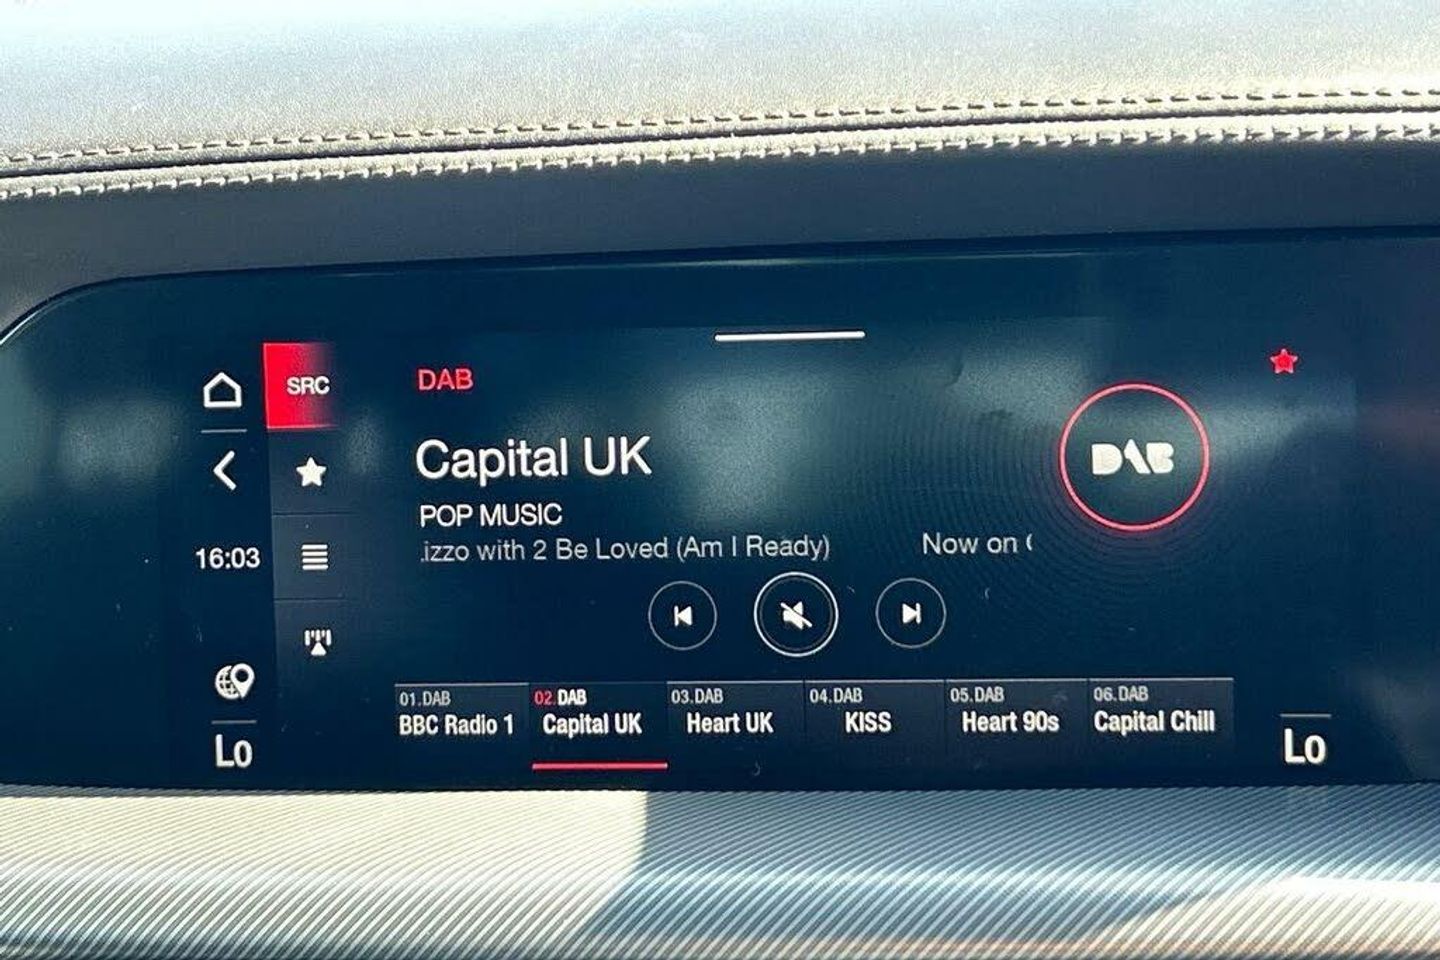 SRC
DAB
Capital UK
POP MUSIC
izzo with 2 Be Loved (Am I Ready) Now on
DAB
16:03
01.DAB
BBC Radio 1
02.DAB
Capital UK
03.DAB
Heart UK
04.DAB
KISS
05.DAB
Heart 90s
06.DAB
Capital Chill
Lo
Lo